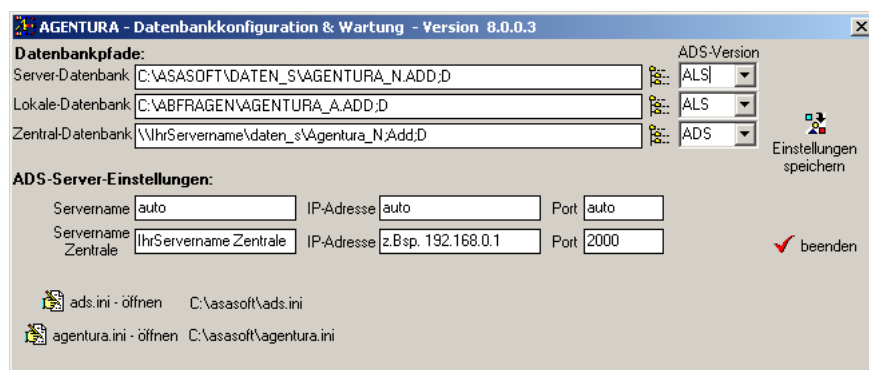 AGENTURA - Datenbankkonfiguration & Wartung - Version 8.0.0.3
Datenbankpfade:
ADS-Version
Server-Datenbank C:\ASASOFT\DATEN_S\AGENTURA_N.ADD;D ALS
Lokale-Datenbank C:\ABFRAGEN\AGENTURA_A.ADD;D ALS
Zentral-Datenbank \\IhrServername\daten_s\Agentura_N;Add;D ADS
Einstellungen
speichern
ADS-Server-Einstellungen:
Servername auto IP-Adresse auto Port auto
Servername
Zentrale IhrServername Zentrale IP-Adresse z.Bsp. 192.168.0.1 Port 2000
beenden
ads.ini - öffnen C:\asasoft\ads.ini
agentura.ini - öffnen C:\asasoft\agentura.ini